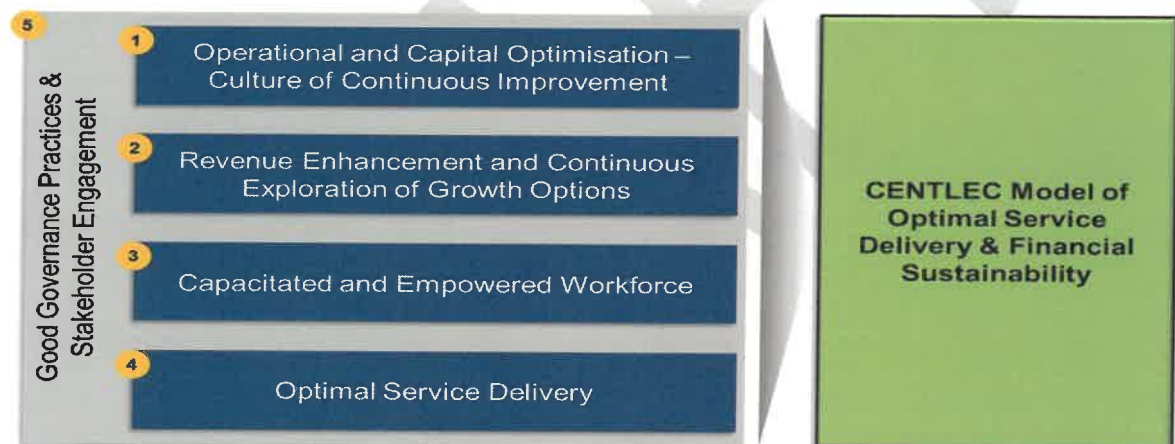 5
Good Governance Practices &
Stakeholder Engagement
1
Operational and Capital Optimisation –
Culture of Continuous Improvement
2
Revenue Enhancement and Continuous
Exploration of Growth Options
3
Capacitated and Empowered Workforce
4
Optimal Service Delivery
CENTLEC Model of
Optimal Service
Delivery & Financial
Sustainability